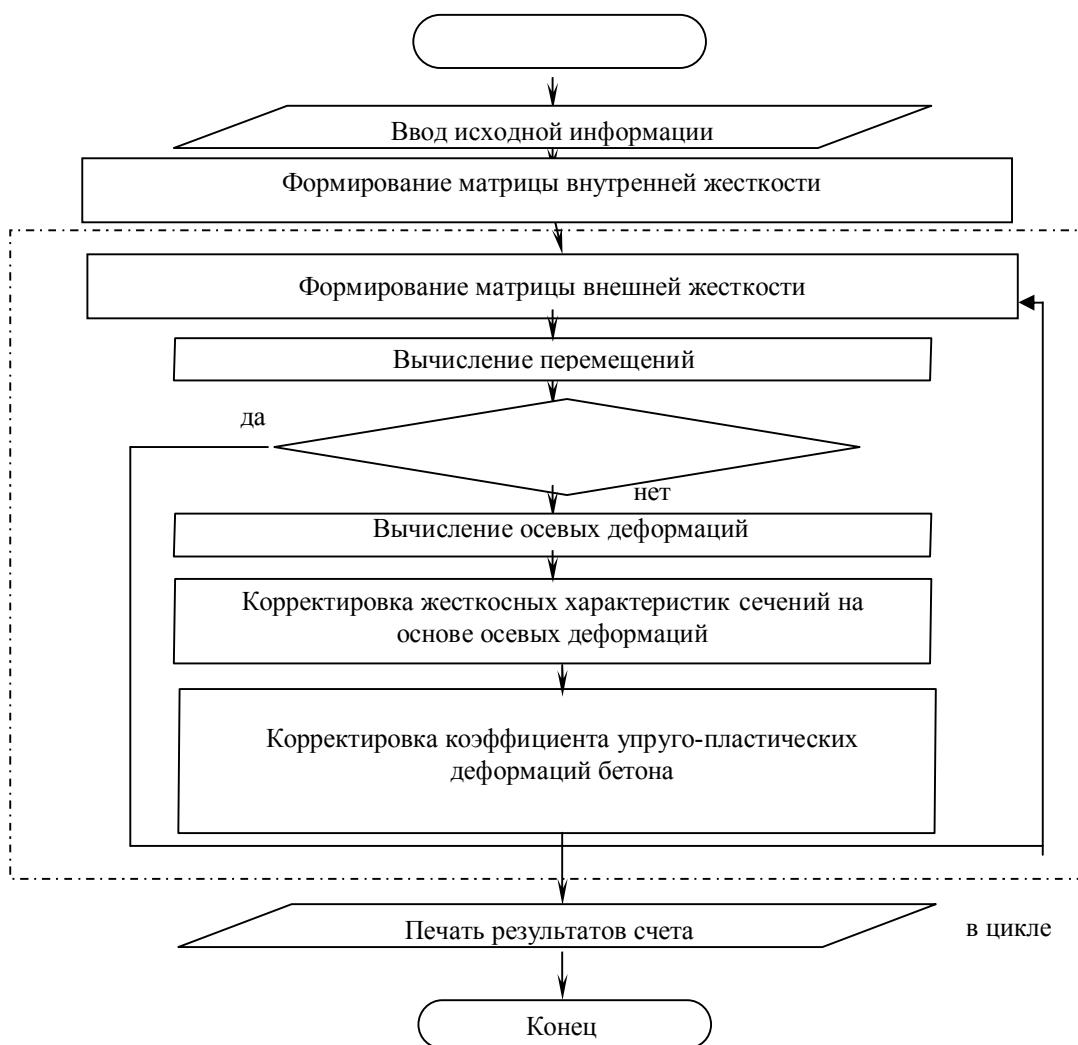 Ввод исходной информации
Формирование матрицы внутренней жесткости
Формирование матрицы внешней жесткости
Вычисление перемещений
да
нет
Вычисление осевых деформаций
Корректировка жесткосных характеристик сечений на
основе осевых деформаций
Корректировка коэффициента упруго-пластических
деформаций бетона
Печать результатов счета
в цикле
Конец